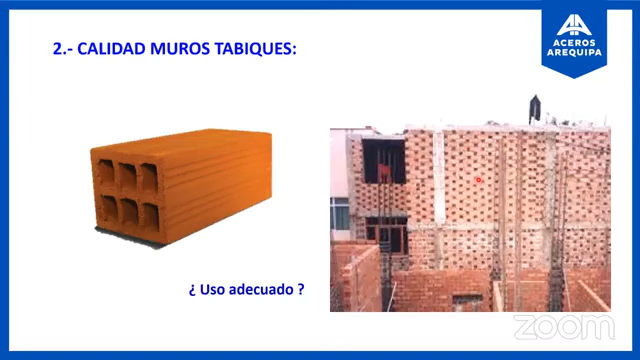 2.- CALIDAD MUROS TABIQUES:
ACEROS
AREQUIPA
¿ Uso adecuado ?
zoom